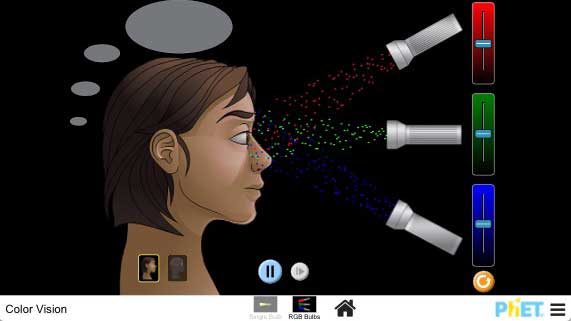 Color Vision
Single Bulb
RGB Bulbs
PhET